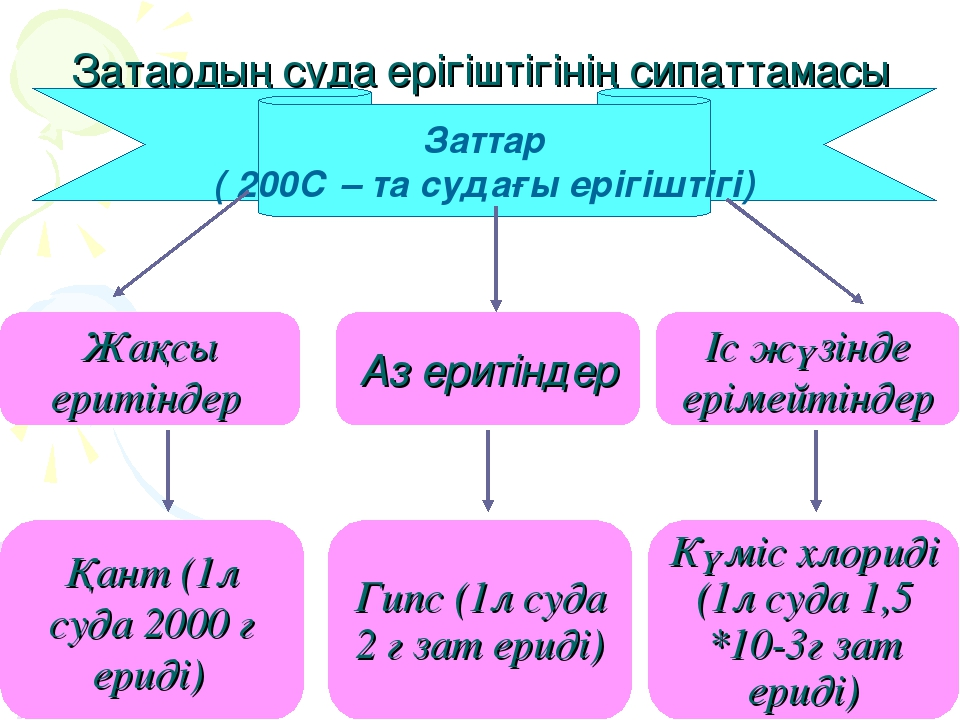 Затардың суда ерігіштігінің сипаттамасы
Заттар
( 200С – та судағы ерігіштігі)
Жақсы
еритіндер
Аз еритіндер
Іс жүзінде
ерімейтіндер
Қант (1л
суда 2000 г
ериді)
Гипс (1л суда
2 г зат ериді)
Күміс хлориді
(1л суда 1,5
*10-3г зат
ериді)